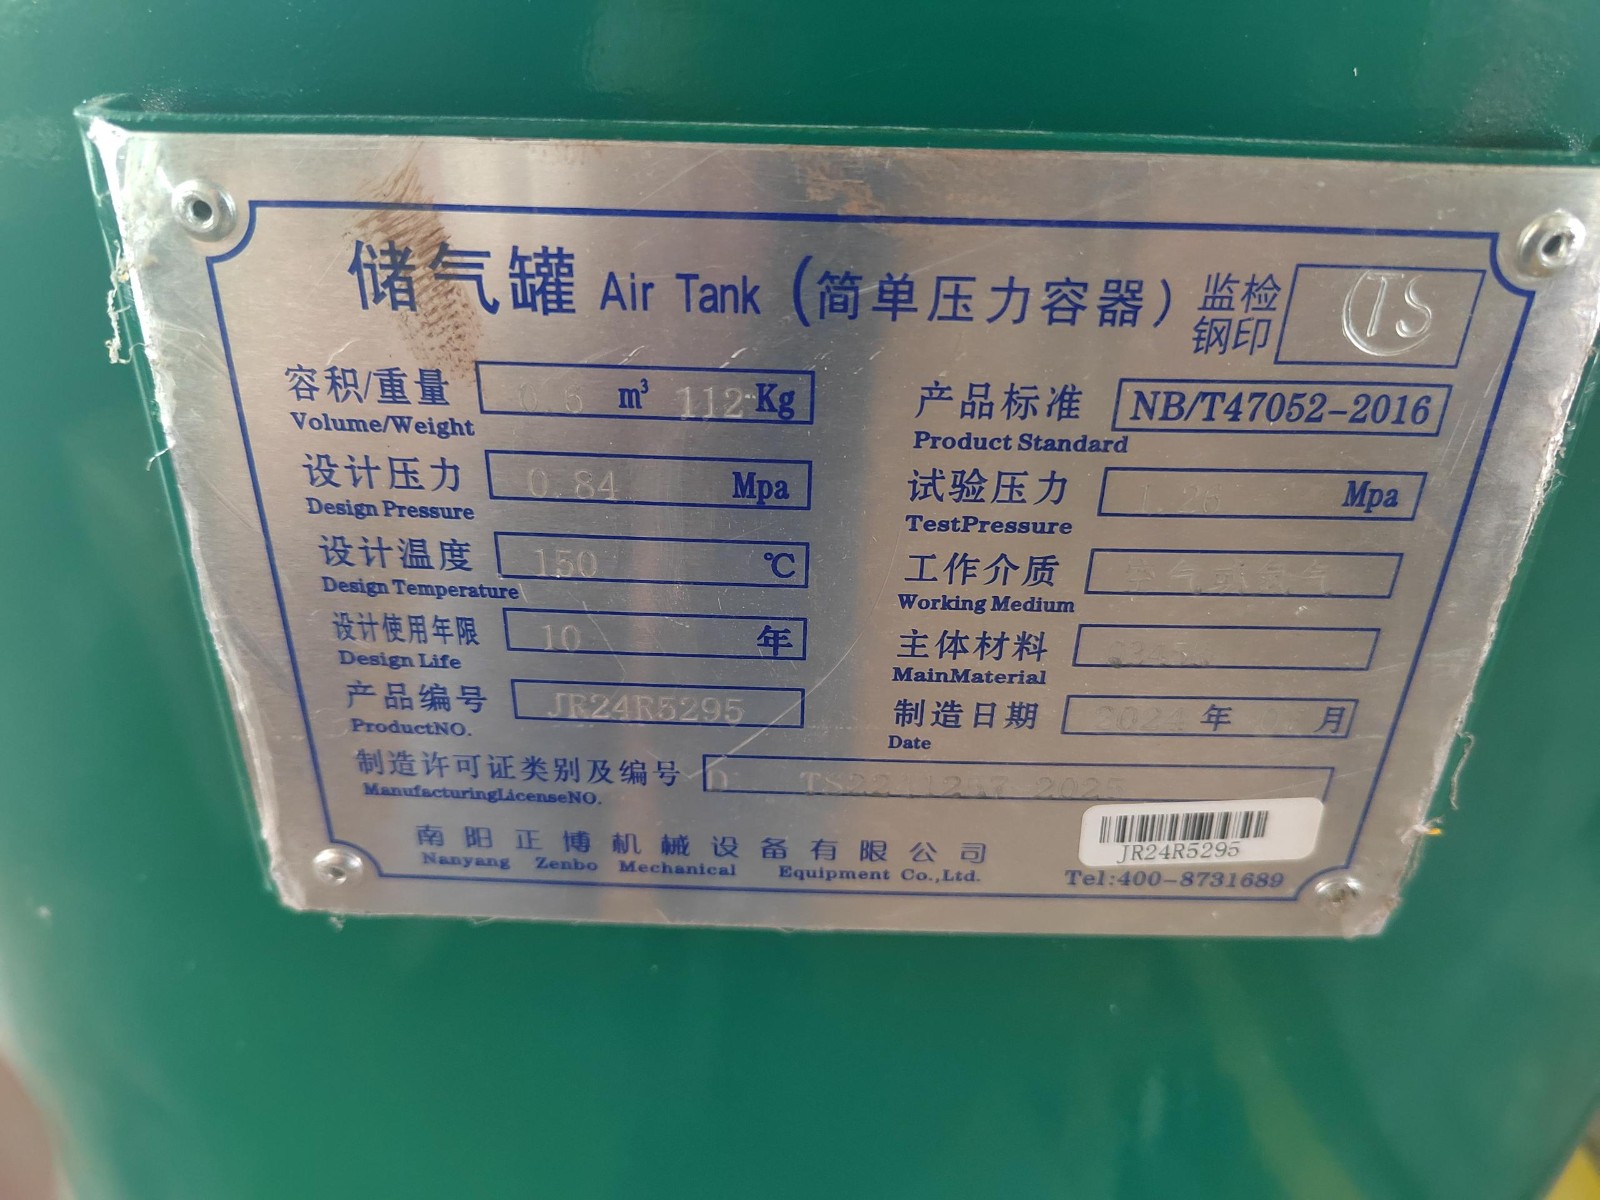 储气罐 Air Tank（简单压力容器）监检钢印 TS
容积/重量 m³ 112 Kg
Volume/Weight
产品标准 NB/T47052-2016
Product Standard
设计压力 0.84 Mpa
Design Pressure
试验压力 1.26 Mpa
TestPressure
设计温度 150 ℃
Design Temperature
工作介质
Working Medium
设计使用年限 10 年
Design Life
主体材料
MainMaterial
产品编号 JR24R5295
ProductNO.
制造日期 2024 年 月
Date
制造许可证类别及编号 D
ManufacturingLicenseNO.
南阳正博机械设备有限公司
Nanyang Zenbo Mechanical Equipment Co.,Ltd.
JR24R5295
Tel:400-8731689